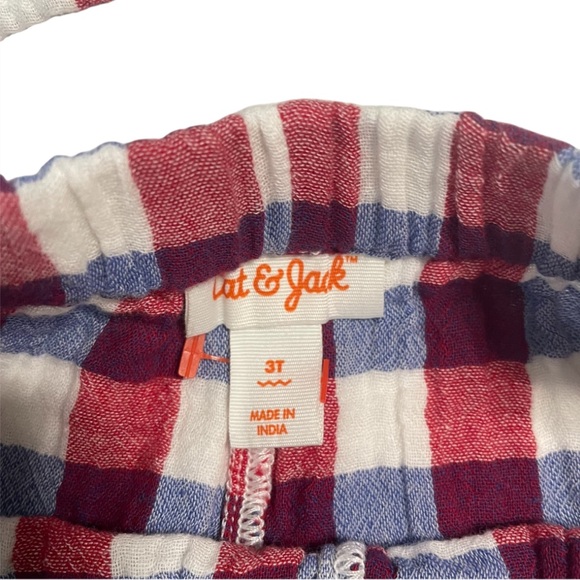 Cat & Jack™
3T
MADE IN
INDIA